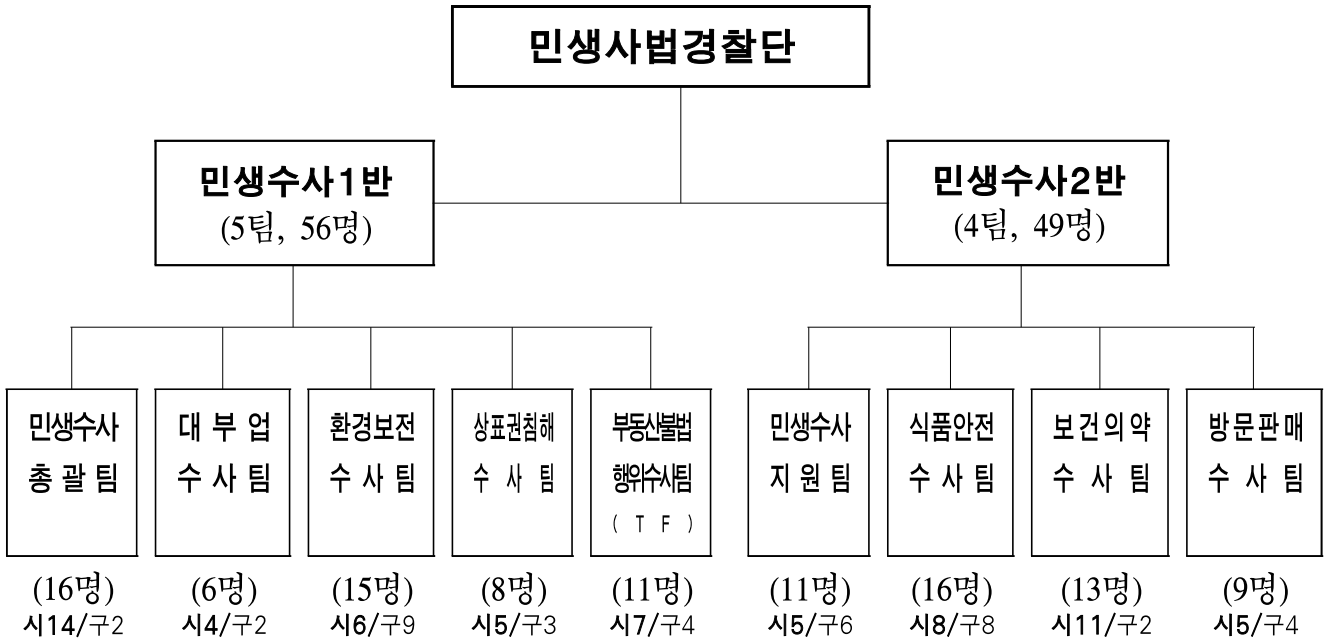 민생사법경찰단
민생수사1반
(5팀, 56명)
민생수사2반
(4팀, 49명)
민생수사
총괄팀
(16명)
시14/구2
대부업
수사팀
(6명)
시4/구2
환경보전
수사팀
(15명)
시6/구9
상표권침해
수사팀
(8명)
시5/구3
부동산불법
행위수사팀
(TF)
(11명)
시7/구4
민생수사
지원팀
(11명)
시5/구6
식품안전
수사팀
(16명)
시8/구8
보건의약
수사팀
(13명)
시11/구2
방문판매
수사팀
(9명)
시5/구4